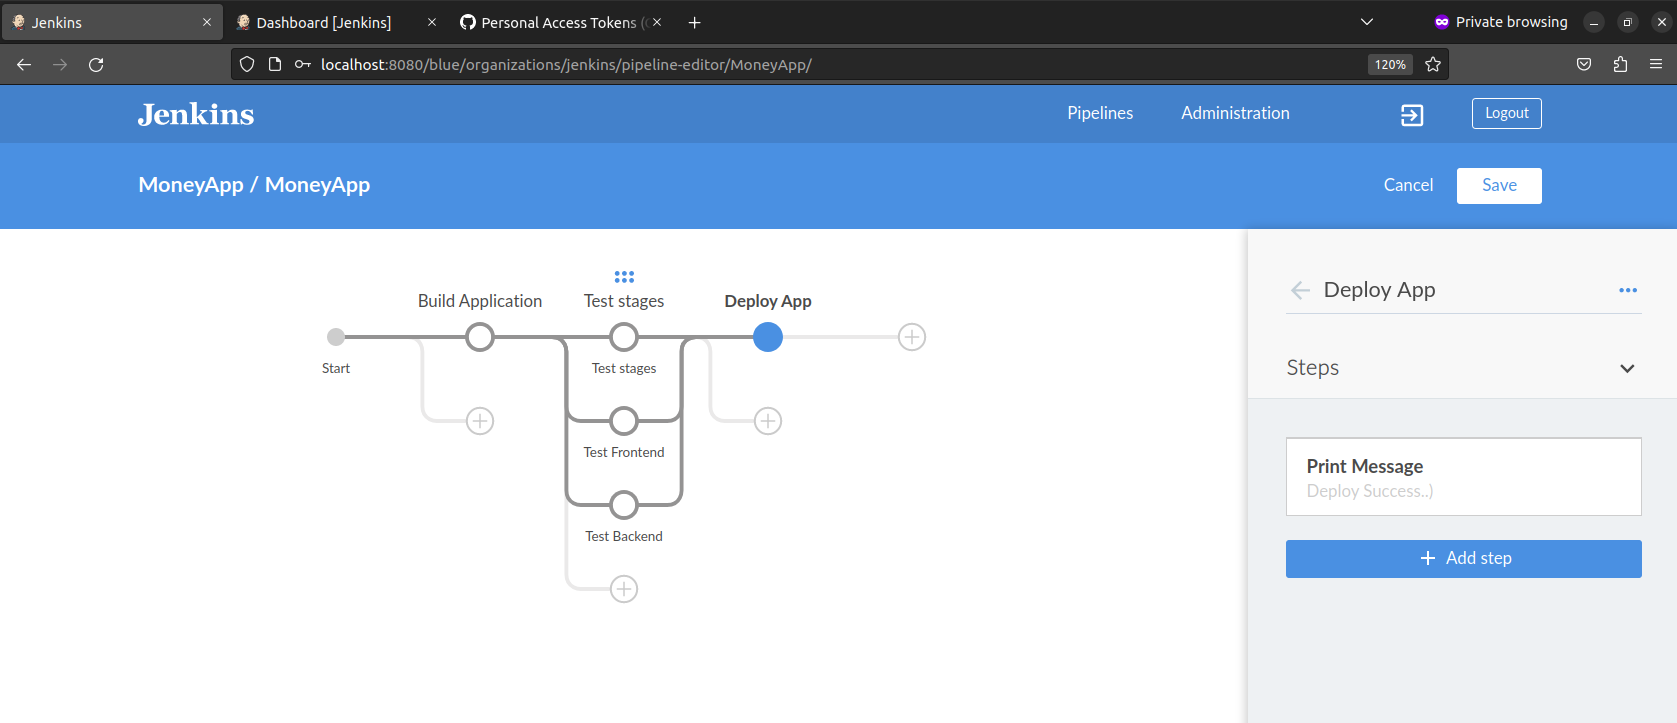 Jenkins
Dashboard [Jenkins]
Personal Access Tokens (
Private browsing
localhost:8080/blue/organizations/jenkins/pipeline-editor/MoneyApp/
120%
Jenkins
Pipelines
Administration
Logout
MoneyApp / MoneyApp
Cancel
Save
Build Application
Test stages
Deploy App
Start
Test stages
Test Frontend
Test Backend
Deploy App
Steps
Print Message
Deploy Success..)
Add step